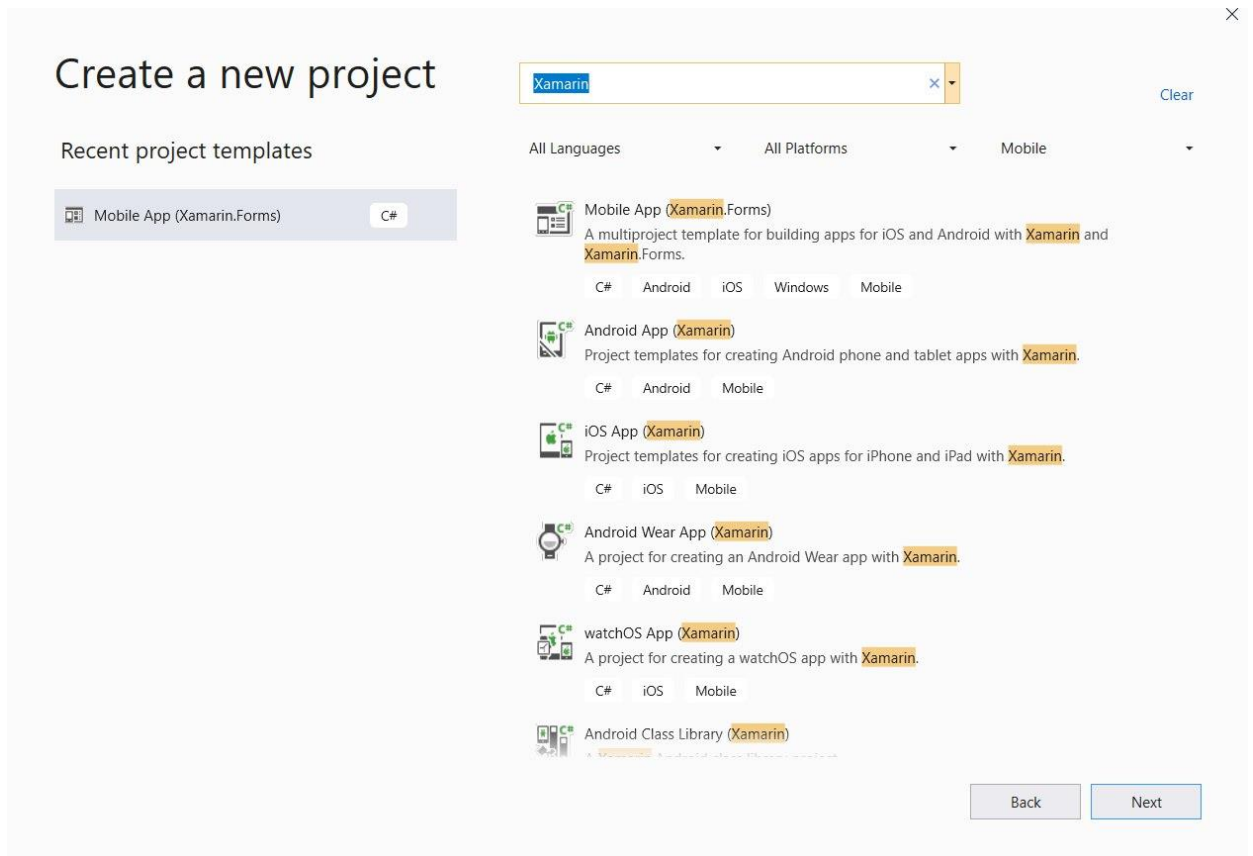 Create a new project
Xamarin
Clear
Recent project templates
All Languages
All Platforms
Mobile
Mobile App (Xamarin.Forms)
C#
Mobile App (Xamarin.Forms)
A multiproject template for building apps for iOS and Android with Xamarin and
Xamarin.Forms.
C# Android iOS Windows Mobile
Android App (Xamarin)
Project templates for creating Android phone and tablet apps with Xamarin.
C# Android Mobile
iOS App (Xamarin)
Project templates for creating iOS apps for iPhone and iPad with Xamarin.
C# iOS Mobile
Android Wear App (Xamarin)
A project for creating an Android Wear app with Xamarin.
C# Android Mobile
watchOS App (Xamarin)
A project for creating a watchOS app with Xamarin.
C# iOS Mobile
Android Class Library (Xamarin)
A Xamarin Android class library project
Back
Next